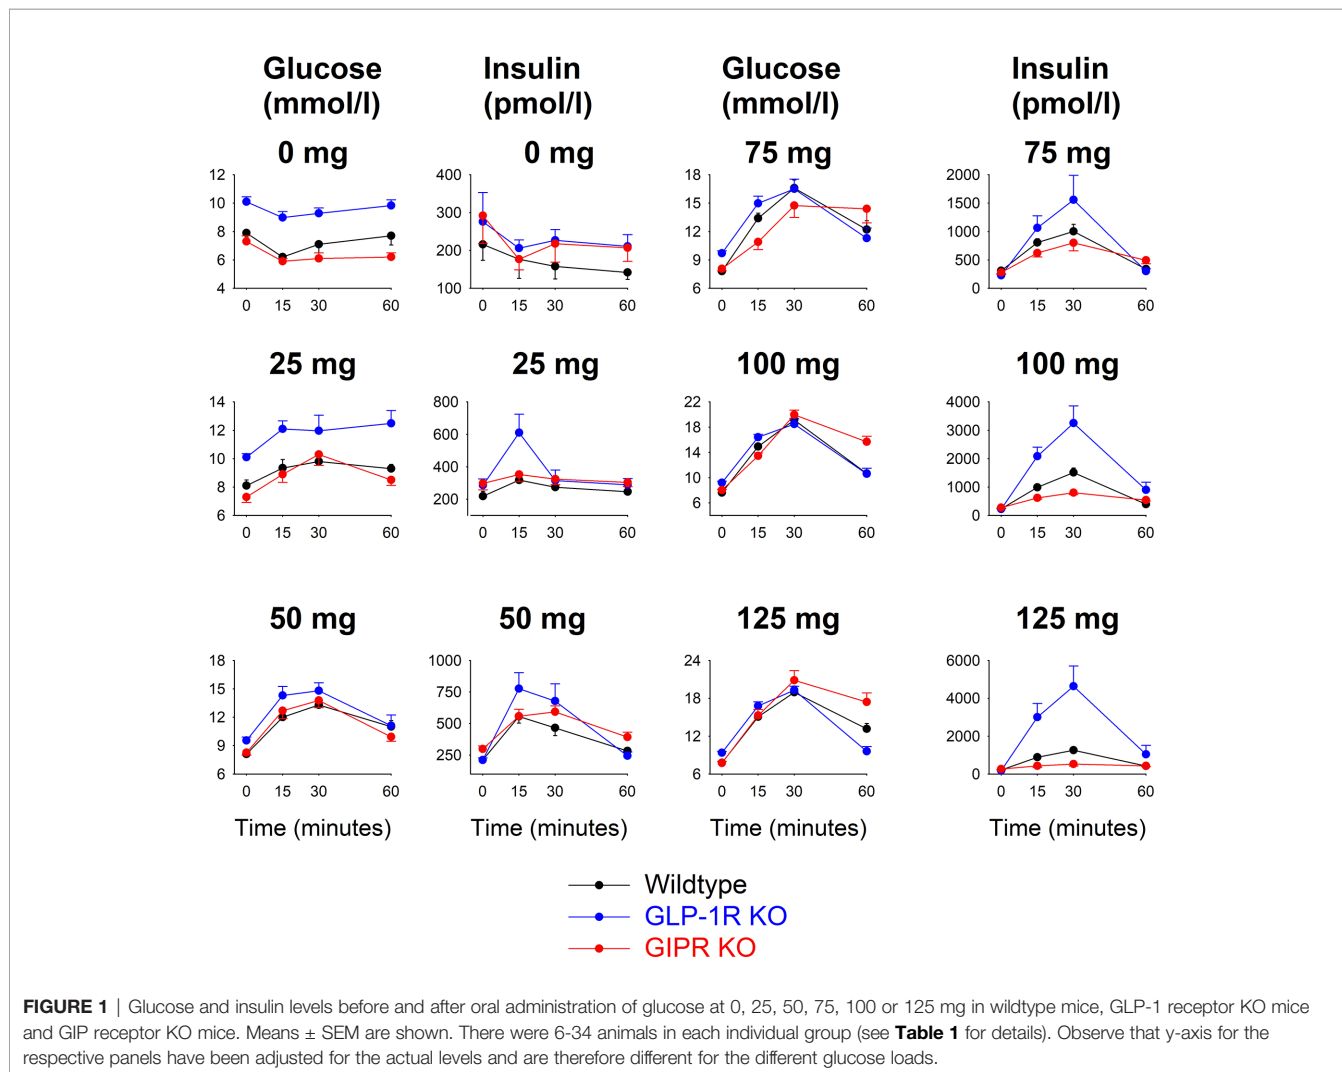 Glucose (mmol/l)
Insulin (pmol/l)
Glucose (mmol/l)
Insulin (pmol/l)
0 mg
0 mg
75 mg
75 mg
12
10
8
6
4
0 15 30 60
400
300
200
100
0 15 30 60
18
15
12
9
6
0 15 30 60
2000
1500
1000
500
0
0 15 30 60
25 mg
25 mg
100 mg
100 mg
14
12
10
8
6
0 15 30 60
800
600
400
200
0 15 30 60
22
18
14
10
6
0 15 30 60
4000
3000
2000
1000
0
0 15 30 60
50 mg
50 mg
125 mg
125 mg
18
15
12
9
6
0 15 30 60
1000
750
500
250
0 15 30 60
24
18
12
6
0 15 30 60
6000
4000
2000
0
0 15 30 60
Time (minutes)
Time (minutes)
Time (minutes)
Time (minutes)
Wildtype
GLP-1R KO
GIPR KO
FIGURE 1 | Glucose and insulin levels before and after oral administration of glucose at 0, 25, 50, 75, 100 or 125 mg in wildtype mice, GLP-1 receptor KO mice
and GIP receptor KO mice. Means ± SEM are shown. There were 6-34 animals in each individual group (see Table 1 for details). Observe that y-axis for the
respective panels have been adjusted for the actual levels and are therefore different for the different glucose loads.